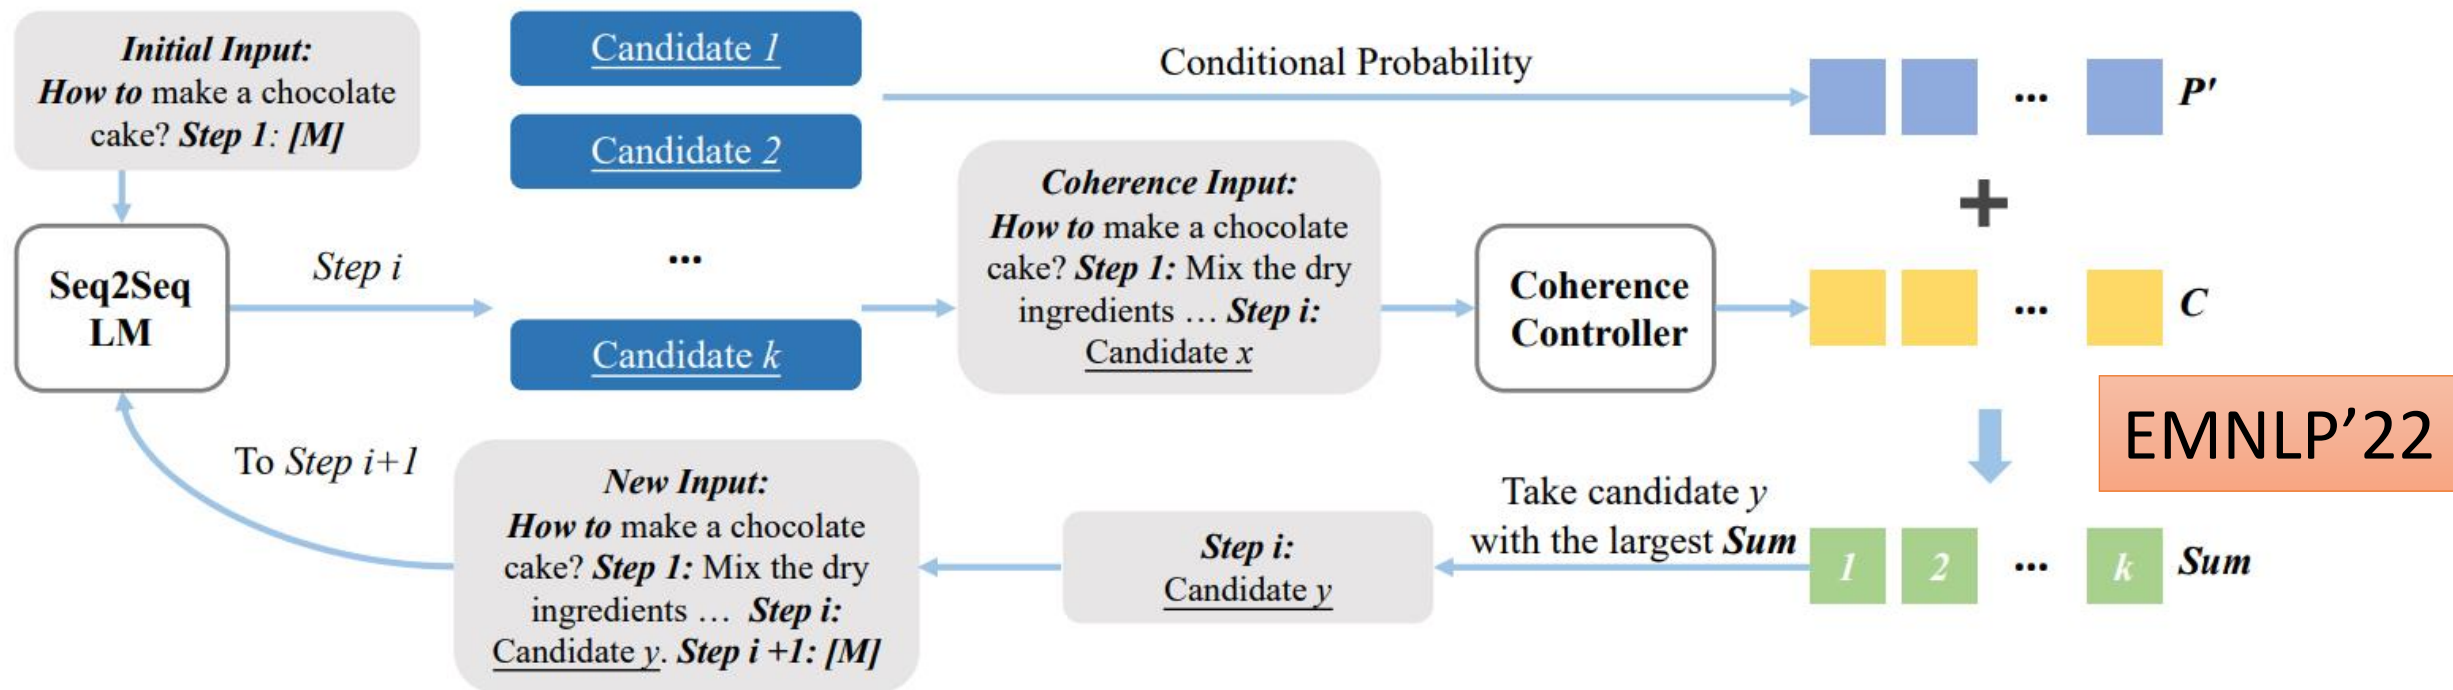 Initial Input:
How to make a chocolate
cake? Step 1: [M]
Seq2Seq
LM
Step i
Candidate 1
Candidate 2
...
Candidate k
Conditional Probability
Coherence Input:
How to make a chocolate
cake? Step 1: Mix the dry
ingredients … Step i:
Candidate x
Coherence
Controller
... P'
+
... C
EMNLP’22
1 2 ... k Sum
Take candidate y
with the largest Sum
Step i:
Candidate y
New Input:
How to make a chocolate
cake? Step 1: Mix the dry
ingredients … Step i:
Candidate y. Step i +1: [M]
To Step i+1